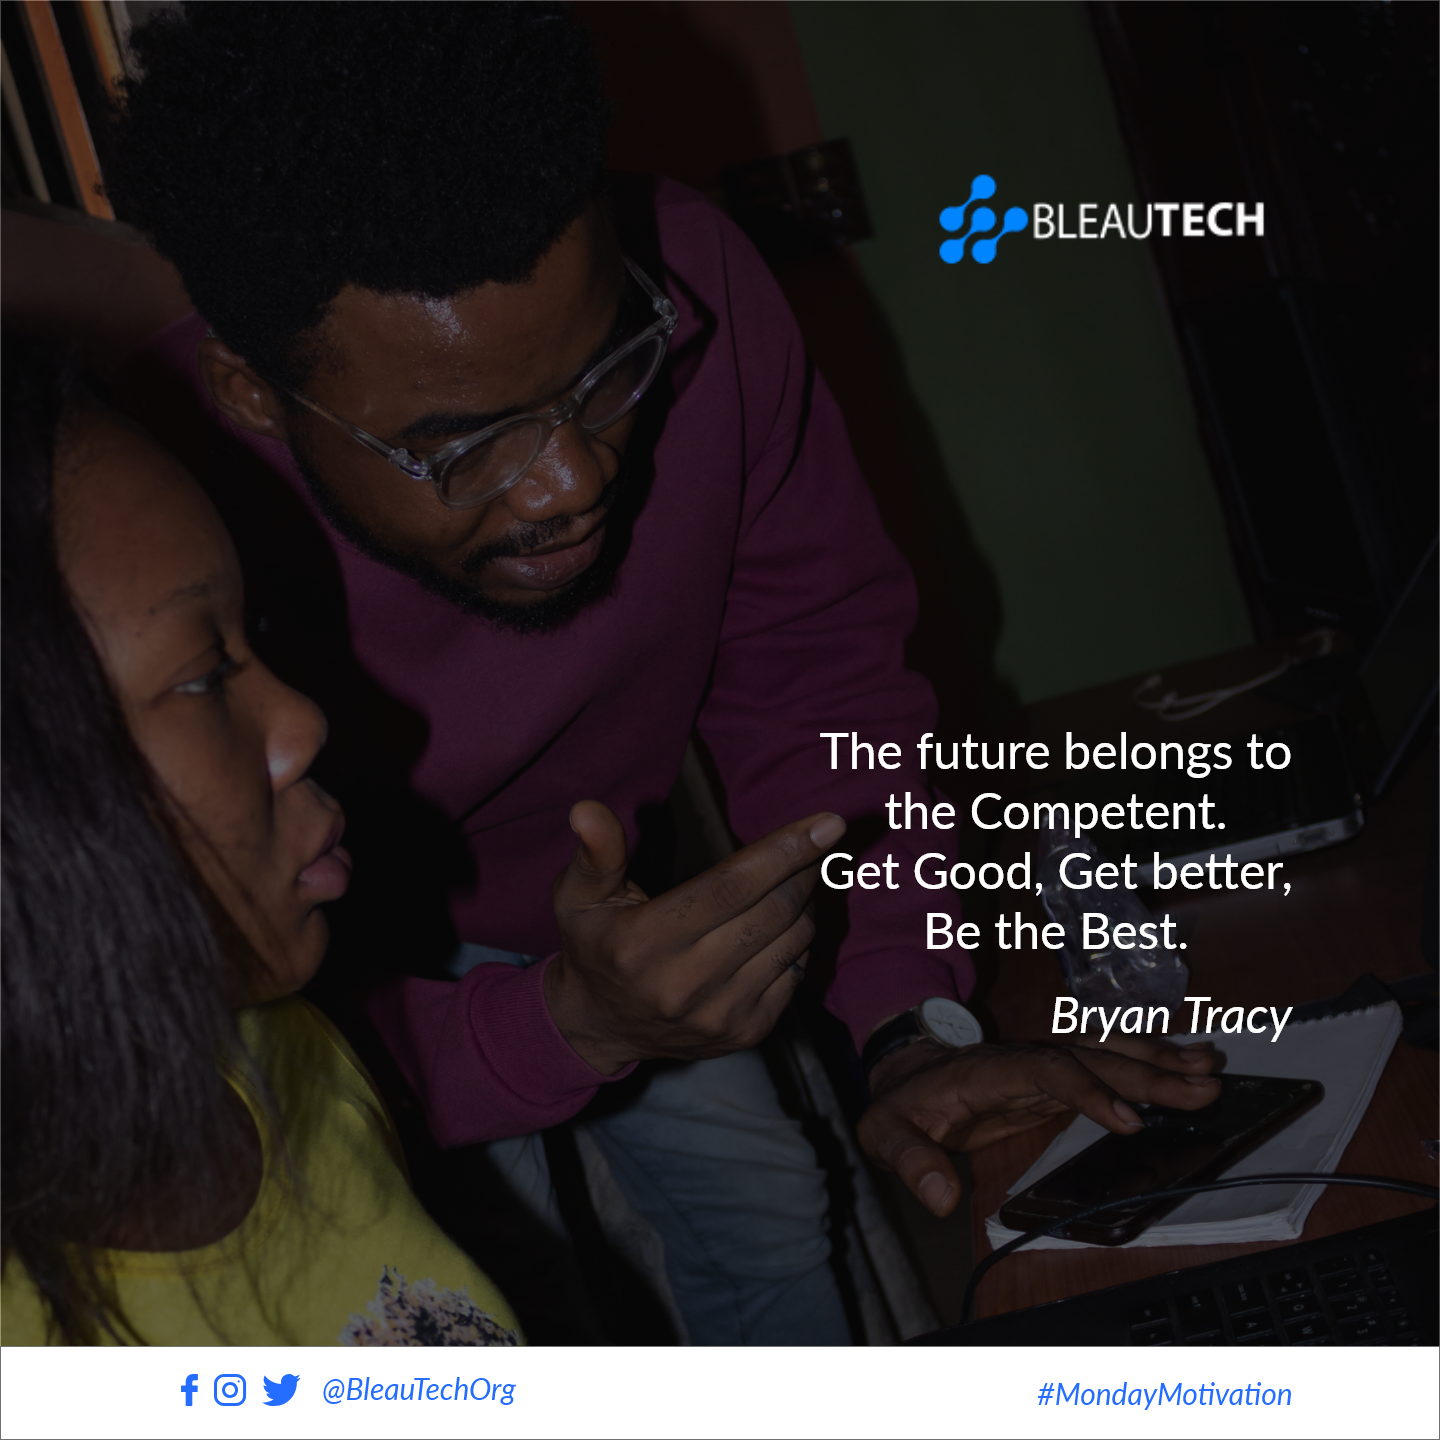 BLEAUTECH
The future belongs to
the Competent.
Get Good, Get better,
Be the Best.
Bryan Tracy
@BleauTechOrg
#MondayMotivation